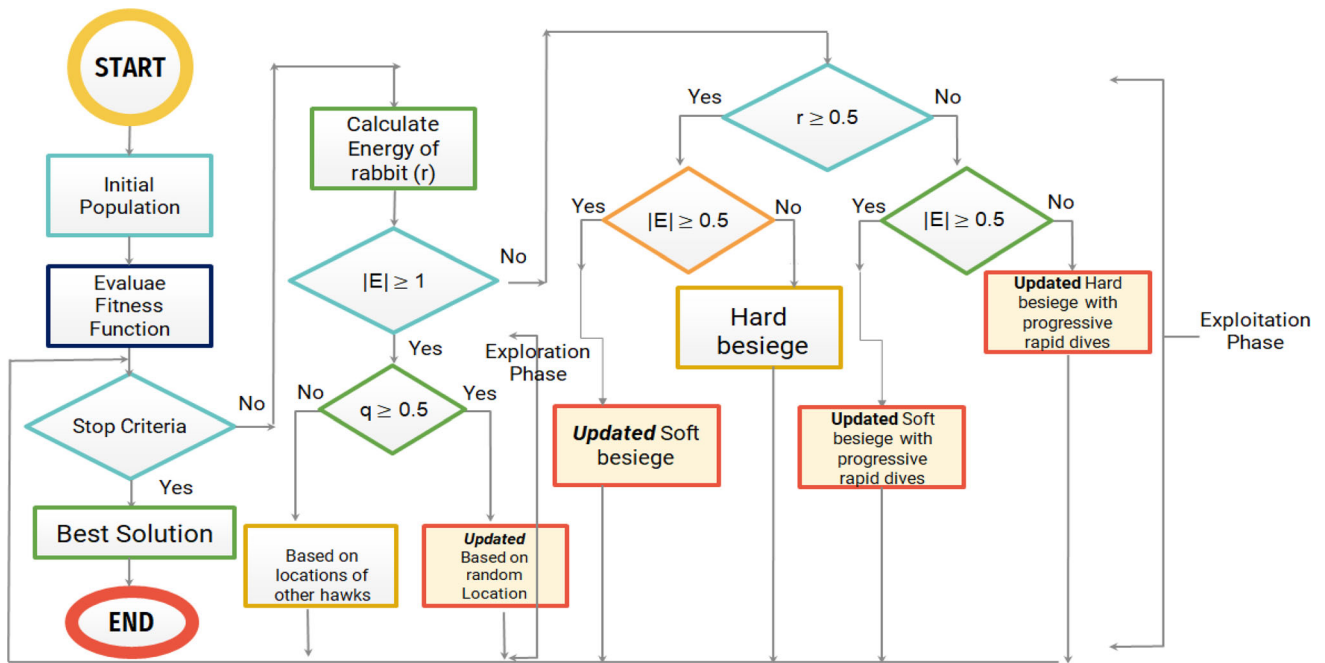 START
Initial
Population
Evaluae
Fitness
Function
Stop Criteria
No
Yes
Best Solution
END
Calculate
Energy of
rabbit (r)
|E| ≥ 1
No
Yes
q ≥ 0.5
No
Yes
Based on
locations of
other hawks
Updated
Based on
random
Location
Exploration
Phase
r ≥ 0.5
Yes
No
|E| ≥ 0.5
Yes
No
Updated Soft
besiege
Hard
besiege
|E| ≥ 0.5
Yes
No
Updated Soft
besiege with
progressive
rapid dives
Updated Hard
besiege with
progressive
rapid dives
Exploitation
Phase